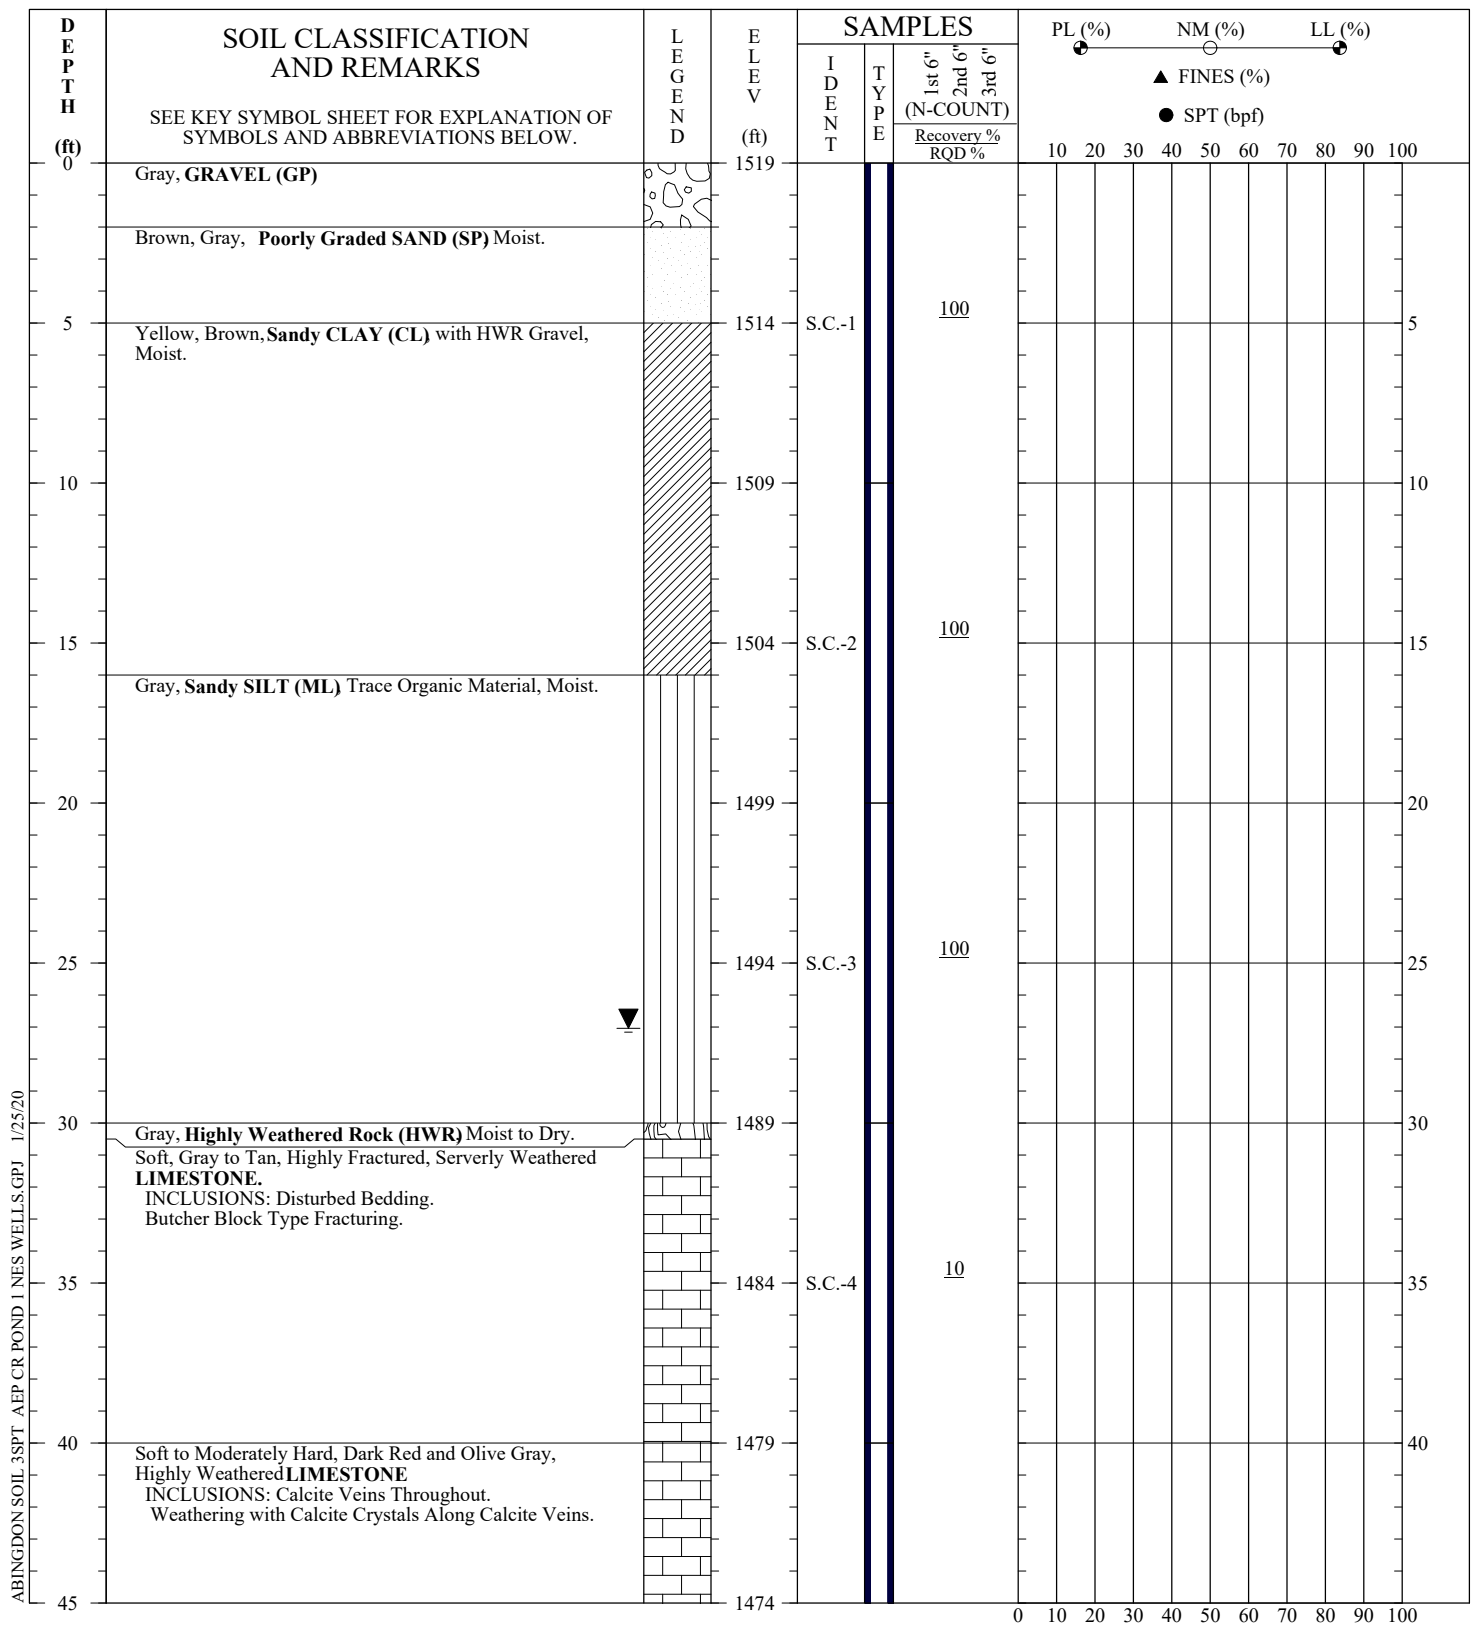 DEPTH (ft)
SOIL CLASSIFICATION
AND REMARKS
SEE KEY SYMBOL SHEET FOR EXPLANATION OF
SYMBOLS AND ABBREVIATIONS BELOW.
LEGEND
ELEV (ft)
SAMPLES
IDENT
TYPE
1st 6"
2nd 6"
3rd 6"
(N-COUNT)
Recovery %
RQD %
PL (%) NM (%) LL (%)
FINES (%)
SPT (bpf)
10 20 30 40 50 60 70 80 90 100
0 1519
Gray, GRAVEL (GP)
Brown, Gray, Poorly Graded SAND (SP), Moist.
100
5 1514 S.C.-1 5
Yellow, Brown, Sandy CLAY (CL), with HWR Gravel,
Moist.
10 1509 10
100
15 1504 S.C.-2 15
Gray, Sandy SILT (ML), Trace Organic Material, Moist.
20 1499 20
100
25 1494 S.C.-3 25
30 1489 30
Gray, Highly Weathered Rock (HWR), Moist to Dry.
Soft, Gray to Tan, Highly Fractured, Serverly Weathered
LIMESTONE.
INCLUSIONS: Disturbed Bedding.
Butcher Block Type Fracturing.
10
35 1484 S.C.-4 35
40 1479 40
Soft to Moderately Hard, Dark Red and Olive Gray,
Highly Weathered LIMESTONE
INCLUSIONS: Calcite Veins Throughout.
Weathering with Calcite Crystals Along Calcite Veins.
45 1474
0 10 20 30 40 50 60 70 80 90 100
ABINGDON SOIL 3SPT AEP CR POND 1 NES WELLS.GPJ 1/25/20